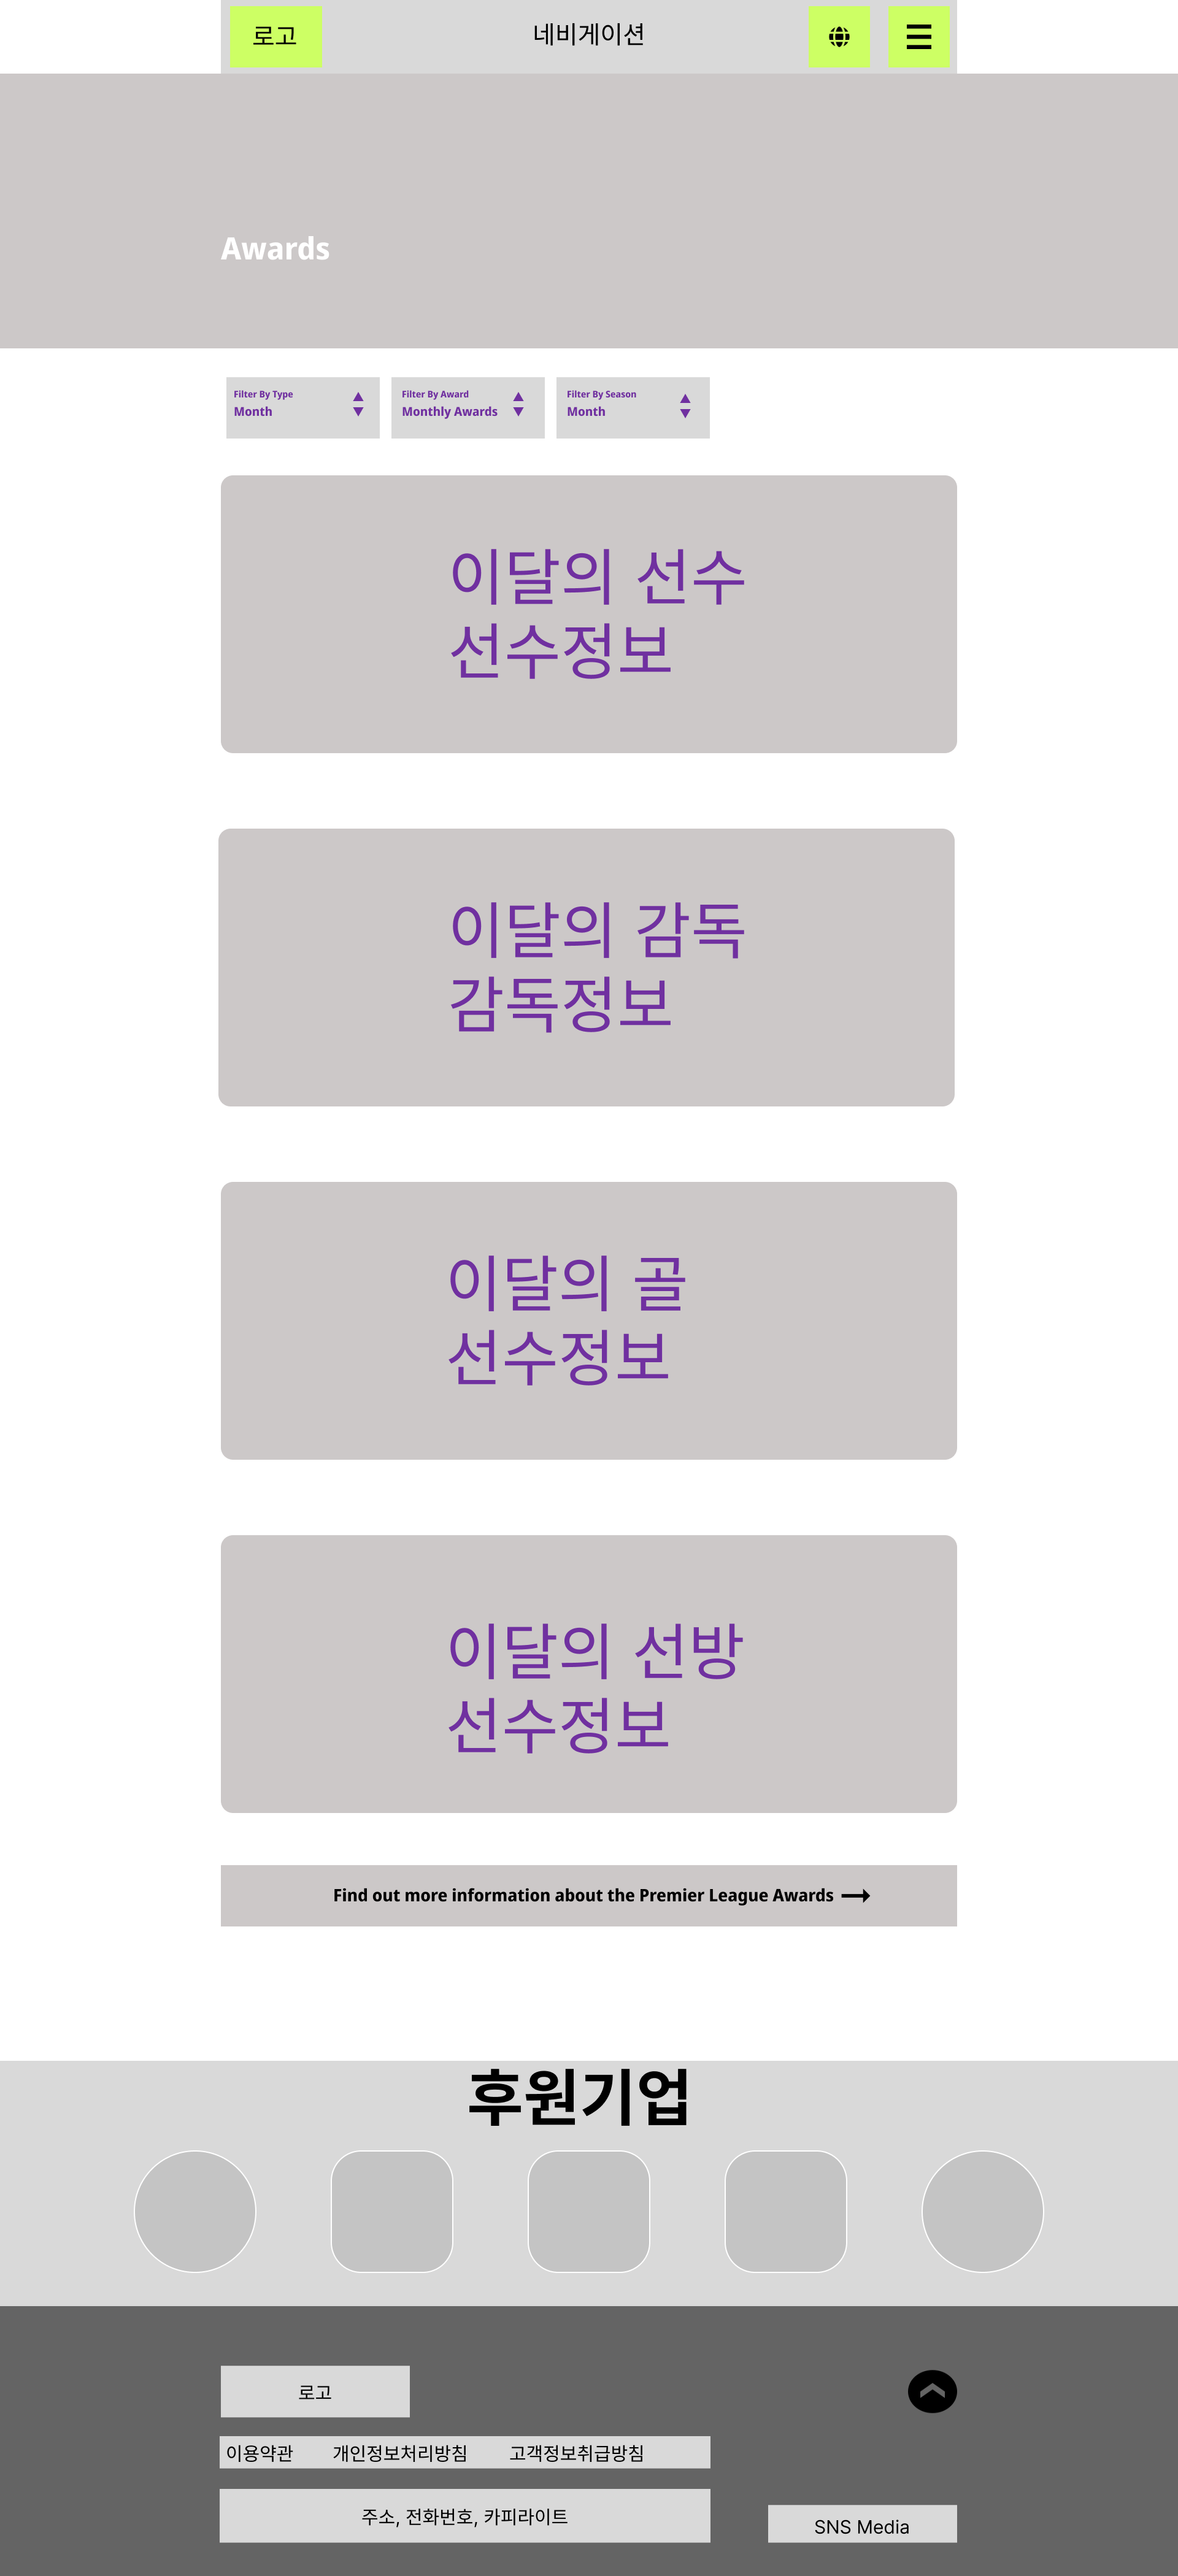 로고
네비게이션
Awards
Filter By Type
Month
Filter By Award
Monthly Awards
Filter By Season
Month
이달의 선수
선수정보
이달의 감독
감독정보
이달의 골
선수정보
이달의 선방
선수정보
Find out more information about the Premier League Awards
후원기업
로고
이용약관 개인정보처리방침 고객정보취급방침
주소, 전화번호, 카피라이트
SNS Media